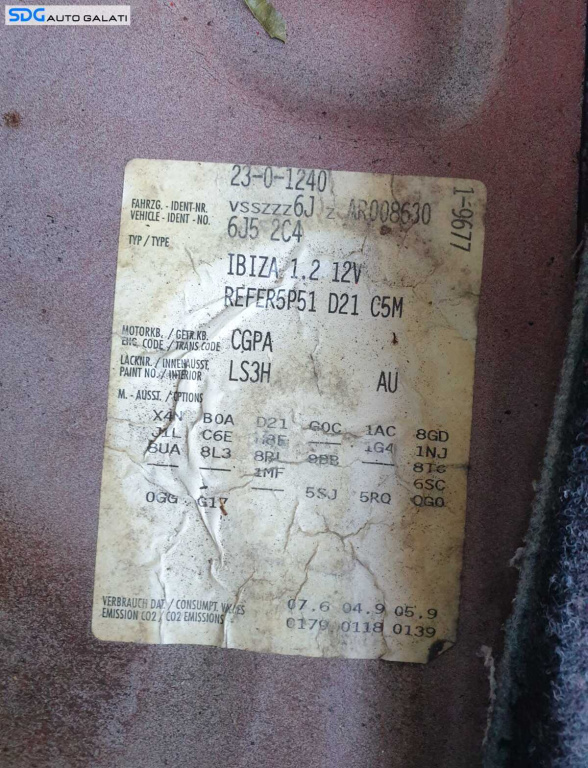 SDG AUTO GALATI
23-0-1240
1-9677
FAHRZG. - IDENT-NR.
VEHICLE - IDENT - NO.
VSSZZZ6J Z AR008630
TYP / TYPE
6J5 2C4
IBIZA 1.2 12V
REFER5P51 D21 C5M
MOTORKB. / GETR.KB.
ENG. CODE / TRANS CODE
CGPA
LACKNR. / INNENAUSST.
PAINT NO. / INTERIOR
LS3H AU
M. - AUSST. / OPTIONS
X4N B0A D21 G0C 1AC 8GD
J1L C6E -- 1G4 1NJ
8UA 8L3 8RL 8T6
-- - 1MF -- -- 6SC
0GG G17 -- 5SJ 5RQ QG0
VERBRAUCH DAT. / CONSUMPT. VALUES
07.6 04.9 05.9
EMISSION CO2 / CO2 EMISSIONS
0179 0118 0139